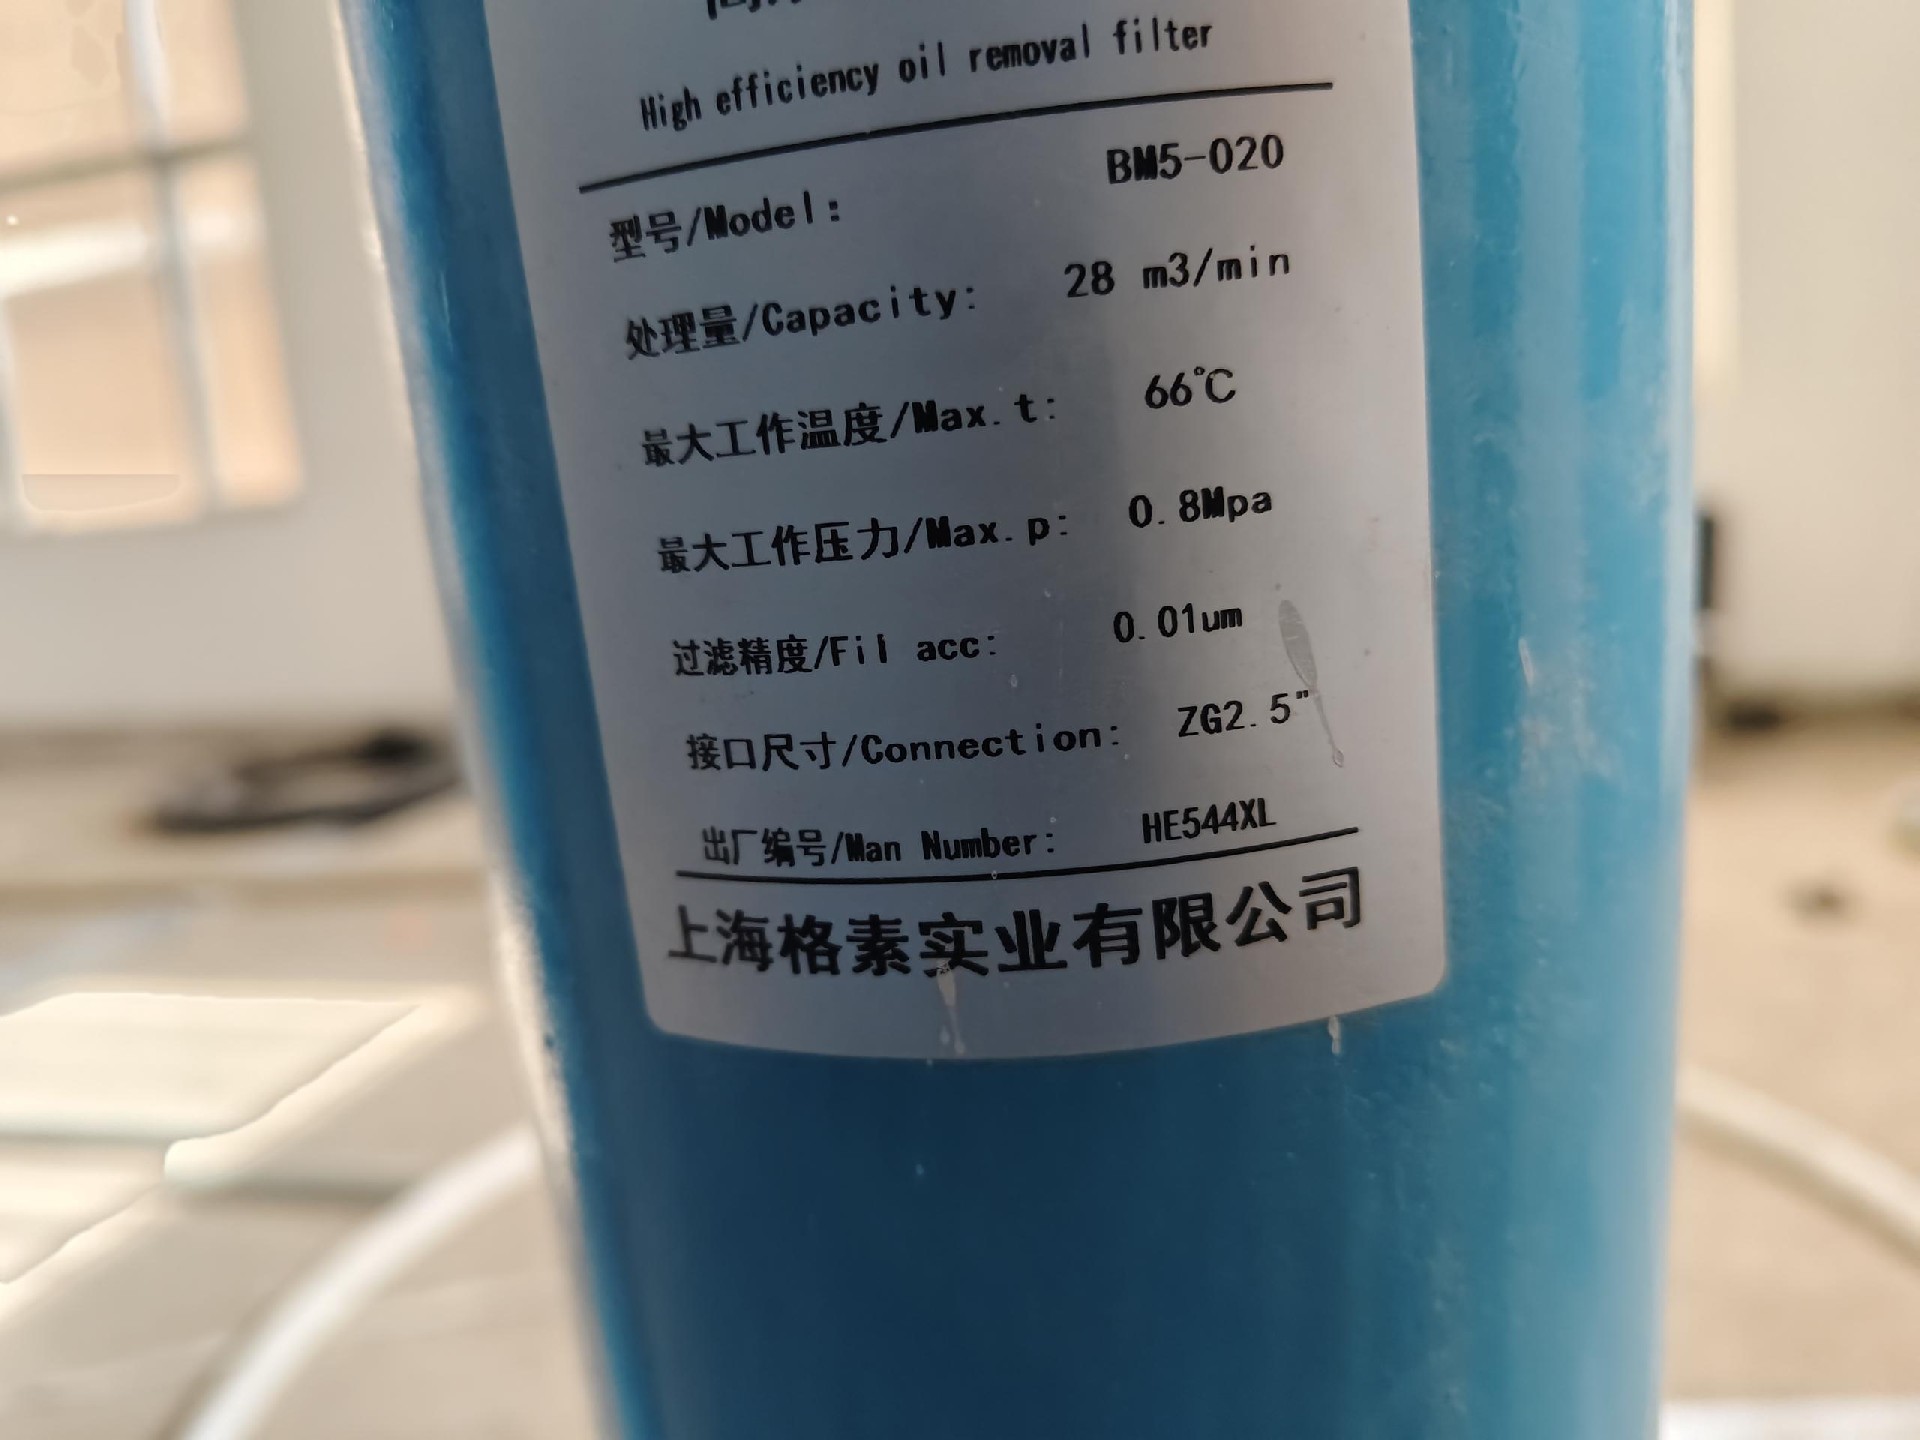 High efficiency oil removal filter
型号/Model: BM5-020
处理量/Capacity: 28 m3/min
最大工作温度/Max.t: 66℃
最大工作压力/Max.p: 0.8Mpa
过滤精度/Fil acc: 0.01um
接口尺寸/Connection: ZG2.5"
出厂编号/Man Number: HE544XL
上海格素实业有限公司